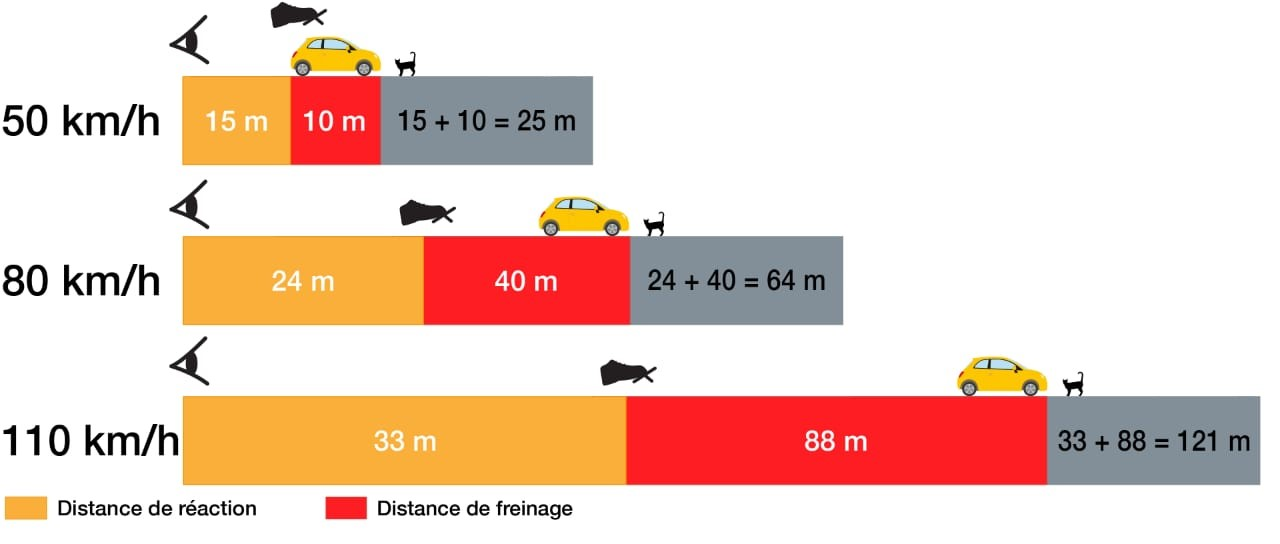 50 km/h 15 m 10 m 15 + 10 = 25 m
80 km/h 24 m 40 m 24 + 40 = 64 m
110 km/h 33 m 88 m 33 + 88 = 121 m
Distance de réaction Distance de freinage